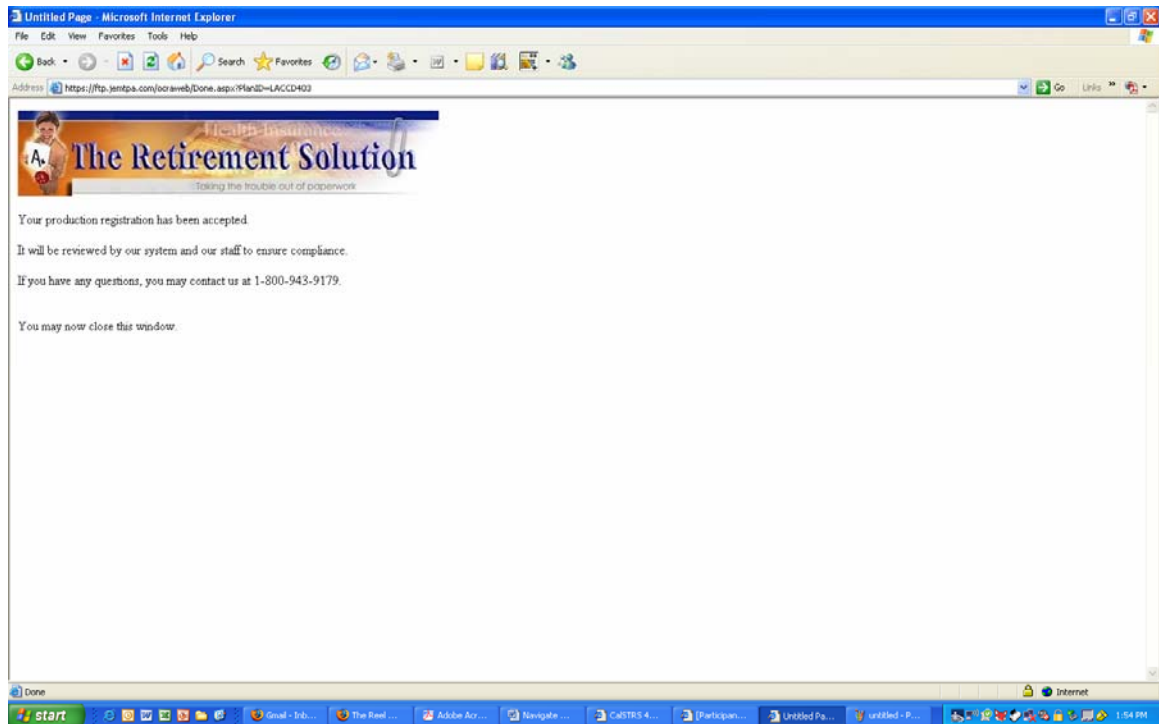 Untitled Page - Microsoft Internet Explorer
File Edit View Favorites Tools Help
Back Search Favorites
Address https://ftp.jemtpa.com/ocraweb/Done.aspx?PlanID=LACCD403 Go Links »
Health Insurance
A+
The Retirement Solution
Taking the trouble out of paperwork
Your production registration has been accepted.
It will be reviewed by our system and our staff to ensure compliance.
If you have any questions, you may contact us at 1-800-943-9179.
You may now close this window.
Done Internet
start Gmail - Inb... The Reel ... Adobe Acr... Navigate ... CalSTRS 4... [Participan... Untitled Pa... untitled - P... 1:54 PM